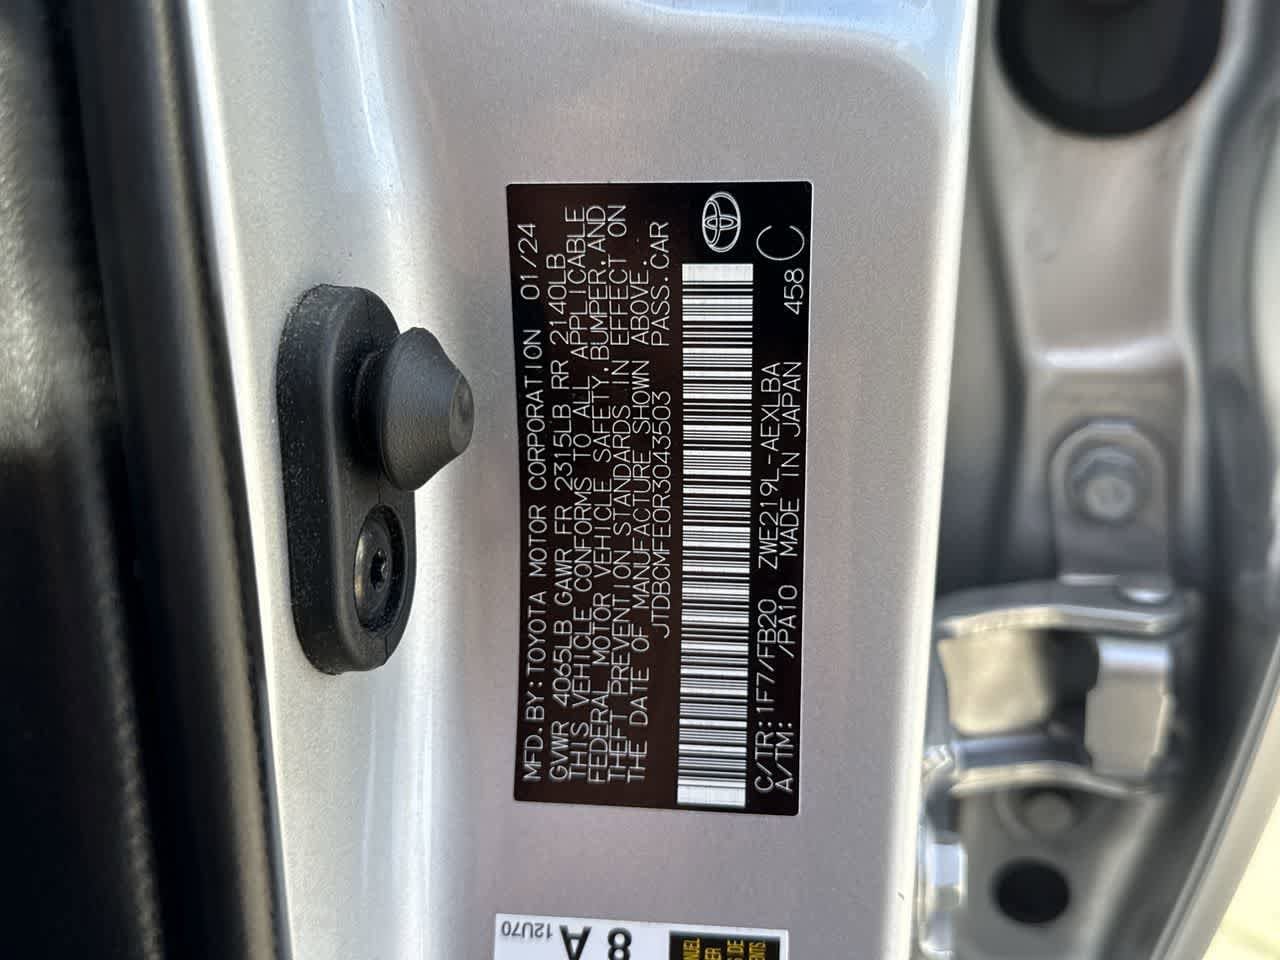 MFD.BY:TOYOTA MOTOR CORPORATION 01/24
GVWR 4065LB GAWR FR 2315LB RR 2140LB
THIS VEHICLE CONFORMS TO ALL APPLICABLE
FEDERAL MOTOR VEHICLE SAFETY,BUMPER,AND
THEFT PREVENTION STANDARDS IN EFFECT ON
THE DATE OF MANUFACTURE SHOWN ABOVE.
JTDBCMFE0R3043503 PASS.CAR
C/TR:1F7/FB20 ZWE219L-AEXLBA
A/TM: /PA10 MADE IN JAPAN 458 C
12U70
8 A